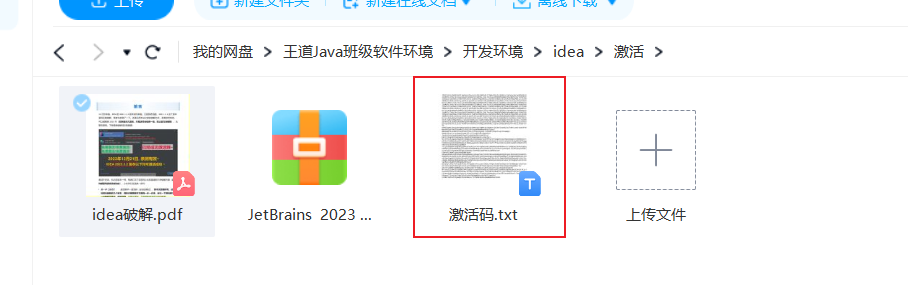 上传 新建文件夹 新建在线文档 离线下载
我的网盘 > 王道Java班级软件环境 > 开发环境 > idea > 激活 >
idea破解.pdf JetBrains 2023 ... 激活码.txt 上传文件